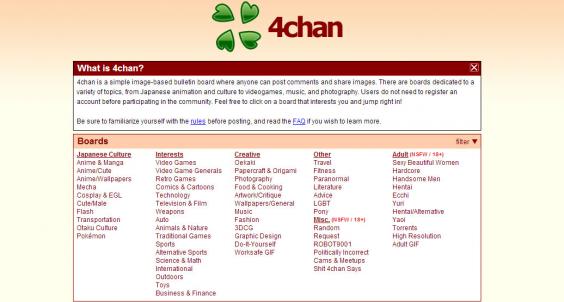 4chan
What is 4chan?
4chan is a simple image-based bulletin board where anyone can post comments and share images. There are boards dedicated to a
variety of topics, from Japanese animation and culture to videogames, music, and photography. Users do not need to register an
account before participating in the community. Feel free to click on a board that interests you and jump right in!
Be sure to familiarize yourself with the rules before posting, and read the FAQ if you wish to learn more.
Boards
filter ▼
Japanese Culture
Anime & Manga
Anime/Cute
Anime/Wallpapers
Mecha
Cosplay & EGL
Cute/Male
Flash
Transportation
Otaku Culture
Pokémon
Interests
Video Games
Video Game Generals
Retro Games
Comics & Cartoons
Technology
Television & Film
Weapons
Auto
Animals & Nature
Traditional Games
Sports
Alternative Sports
Science & Math
International
Outdoors
Toys
Business & Finance
Creative
Oekaki
Papercraft & Origami
Photography
Food & Cooking
Artwork/Critique
Wallpapers/General
Music
Fashion
3DCG
Graphic Design
Do-It-Yourself
Worksafe GIF
Other
Travel
Fitness
Paranormal
Literature
Advice
LGBT
Pony
Misc. (NSFW / 18+)
Random
Request
ROBOT9001
Politically Incorrect
Cams & Meetups
Shit 4chan Says
Adult (NSFW / 18+)
Sexy Beautiful Women
Hardcore
Handsome Men
Hentai
Ecchi
Yuri
Hentai/Alternative
Yaoi
Torrents
High Resolution
Adult GIF